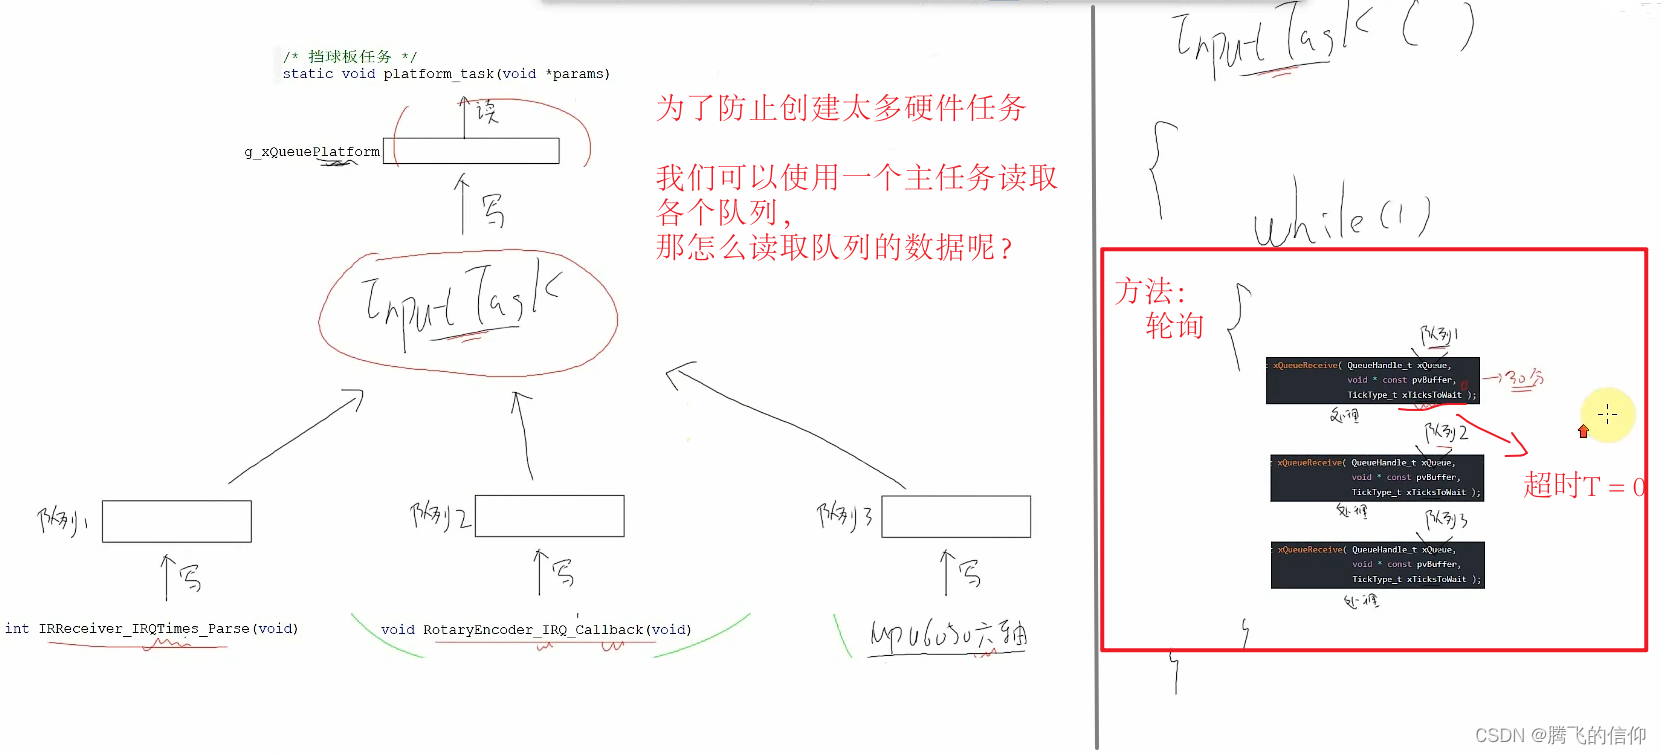 /* 挡球板任务 */
static void platform_task(void *params)
读
g_xQueuePlatform
写
InputTask
队列1
队列2
队列3
写
写
写
int IRReceiver_IRQTimes_Parse(void)
void RotaryEncoder_IRQ_Callback(void)
Mpu6050六轴
为了防止创建太多硬件任务
我们可以使用一个主任务读取
各个队列，
那怎么读取队列的数据呢？
InputTask ( )
{
while(1)
方法：
轮询
{
队列1
xQueueReceive( QueueHandle_t xQueue,
void * const pvBuffer,
TickType_t xTicksToWait );
0
→30分
处理
队列2
xQueueReceive( QueueHandle_t xQueue,
void * const pvBuffer,
TickType_t xTicksToWait );
超时T = 0
处理
队列3
xQueueReceive( QueueHandle_t xQueue,
void * const pvBuffer,
TickType_t xTicksToWait );
处理
}
}
CSDN @腾飞的信仰